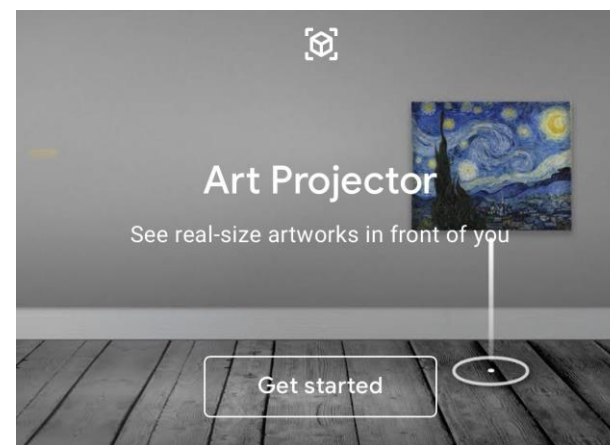 Art Projector
See real-size artworks in front of you
Get started